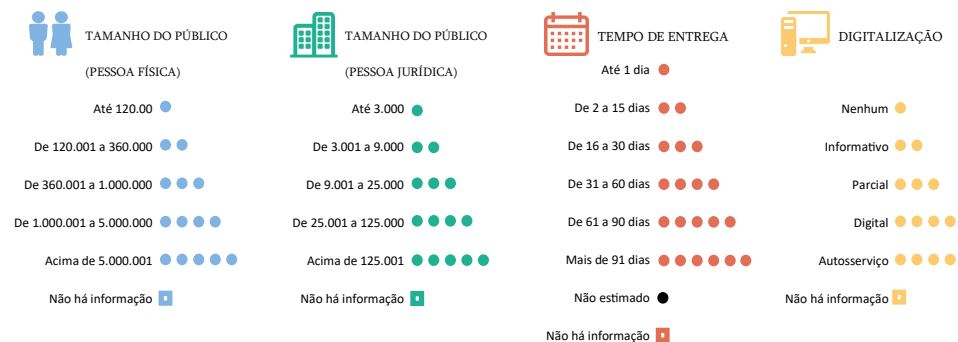 TAMANHO DO PÚBLICO
(PESSOA FÍSICA)
Até 120.00
De 120.001 a 360.000
De 360.001 a 1.000.000
De 1.000.001 a 5.000.000
Acima de 5.000.001
Não há informação
TAMANHO DO PÚBLICO
(PESSOA JURÍDICA)
Até 3.000
De 3.001 a 9.000
De 9.001 a 25.000
De 25.001 a 125.000
Acima de 125.001
Não há informação
TEMPO DE ENTREGA
Até 1 dia
De 2 a 15 dias
De 16 a 30 dias
De 31 a 60 dias
De 61 a 90 dias
Mais de 91 dias
Não estimado
Não há informação
DIGITALIZAÇÃO
Nenhum
Informativo
Parcial
Digital
Autosserviço
Não há informação